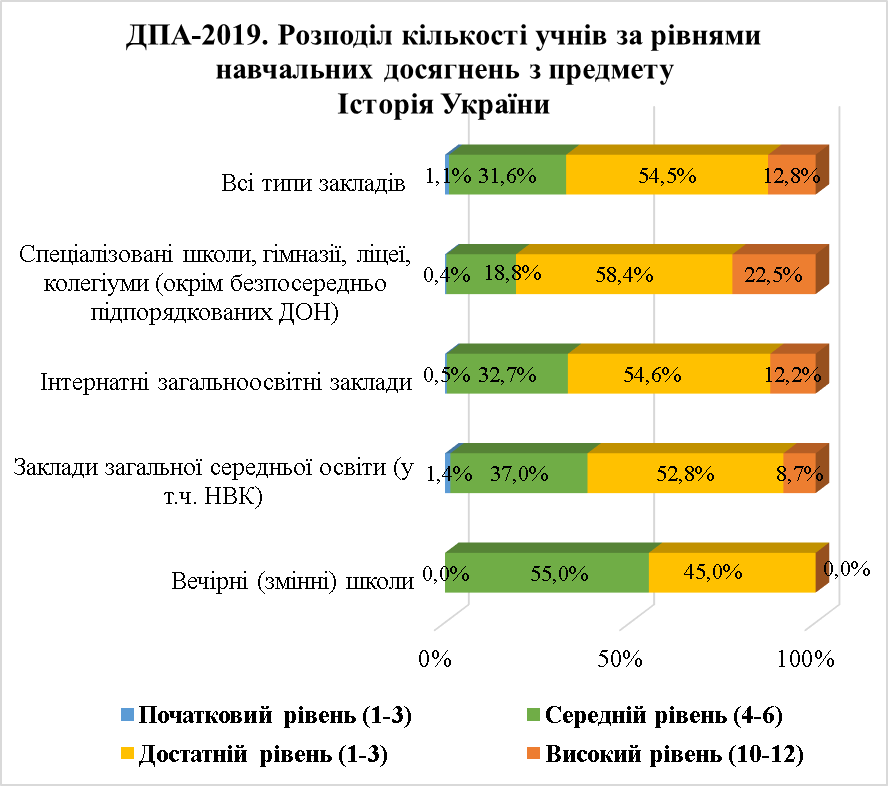 ДПА-2019. Розподіл кількості учнів за рівнями
навчальних досягнень з предмету
Історія України
Всі типи закладів
1,1% 31,6% 54,5% 12,8%
Спеціалізовані школи, гімназії, ліцеї,
колегіуми (окрім безпосередньо
підпорядкованих ДОН)
0,4% 18,8% 58,4% 22,5%
Інтернатні загальноосвітні заклади
0,5% 32,7% 54,6% 12,2%
Заклади загальної середньої освіти (у
т.ч. НВК)
1,4% 37,0% 52,8% 8,7%
Вечірні (змінні) школи
0,0% 55,0% 45,0% 0,0%
0% 50% 100%
Початковий рівень (1-3) Середній рівень (4-6)
Достатній рівень (1-3) Високий рівень (10-12)